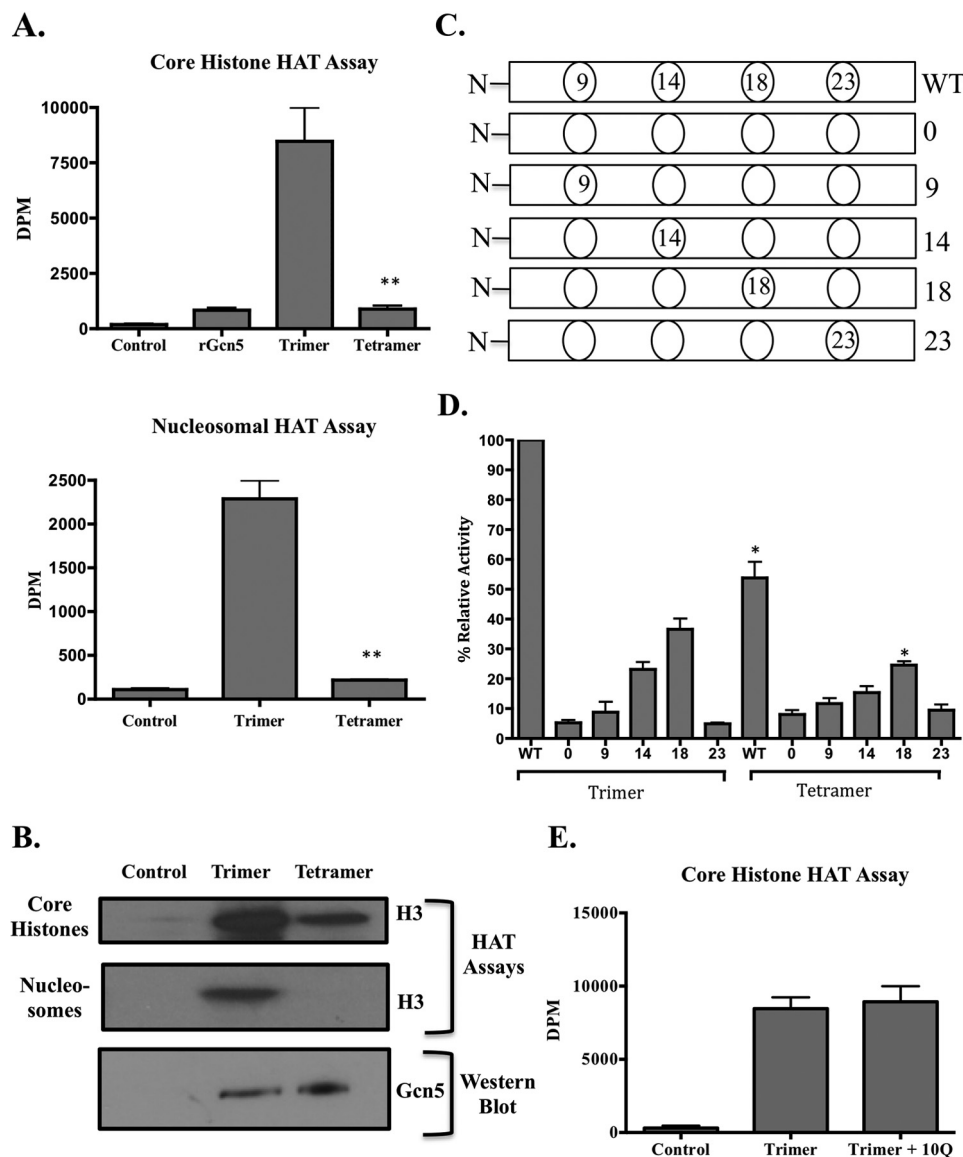 A.
Core Histone HAT Assay
10000
7500
5000
2500
0
DPM
**
Control rGcn5 Trimer Tetramer
Nucleosomal HAT Assay
2500
2000
1500
1000
500
0
DPM
**
Control Trimer Tetramer
B.
Control Trimer Tetramer
Core
Histones
H3
Nucleo-
somes
H3
HAT
Assays
Gcn5
Western
Blot
C.
N 9 14 18 23 WT
N 0
N 9 9
N 14 14
N 18 18
N 23 23
D.
100
90
80
70
60
50
40
30
20
10
0
% Relative Activity
*
*
WT 0 9 14 18 23 WT 0 9 14 18 23
Trimer Tetramer
E.
Core Histone HAT Assay
15000
10000
5000
0
DPM
Control Trimer Trimer + 10Q